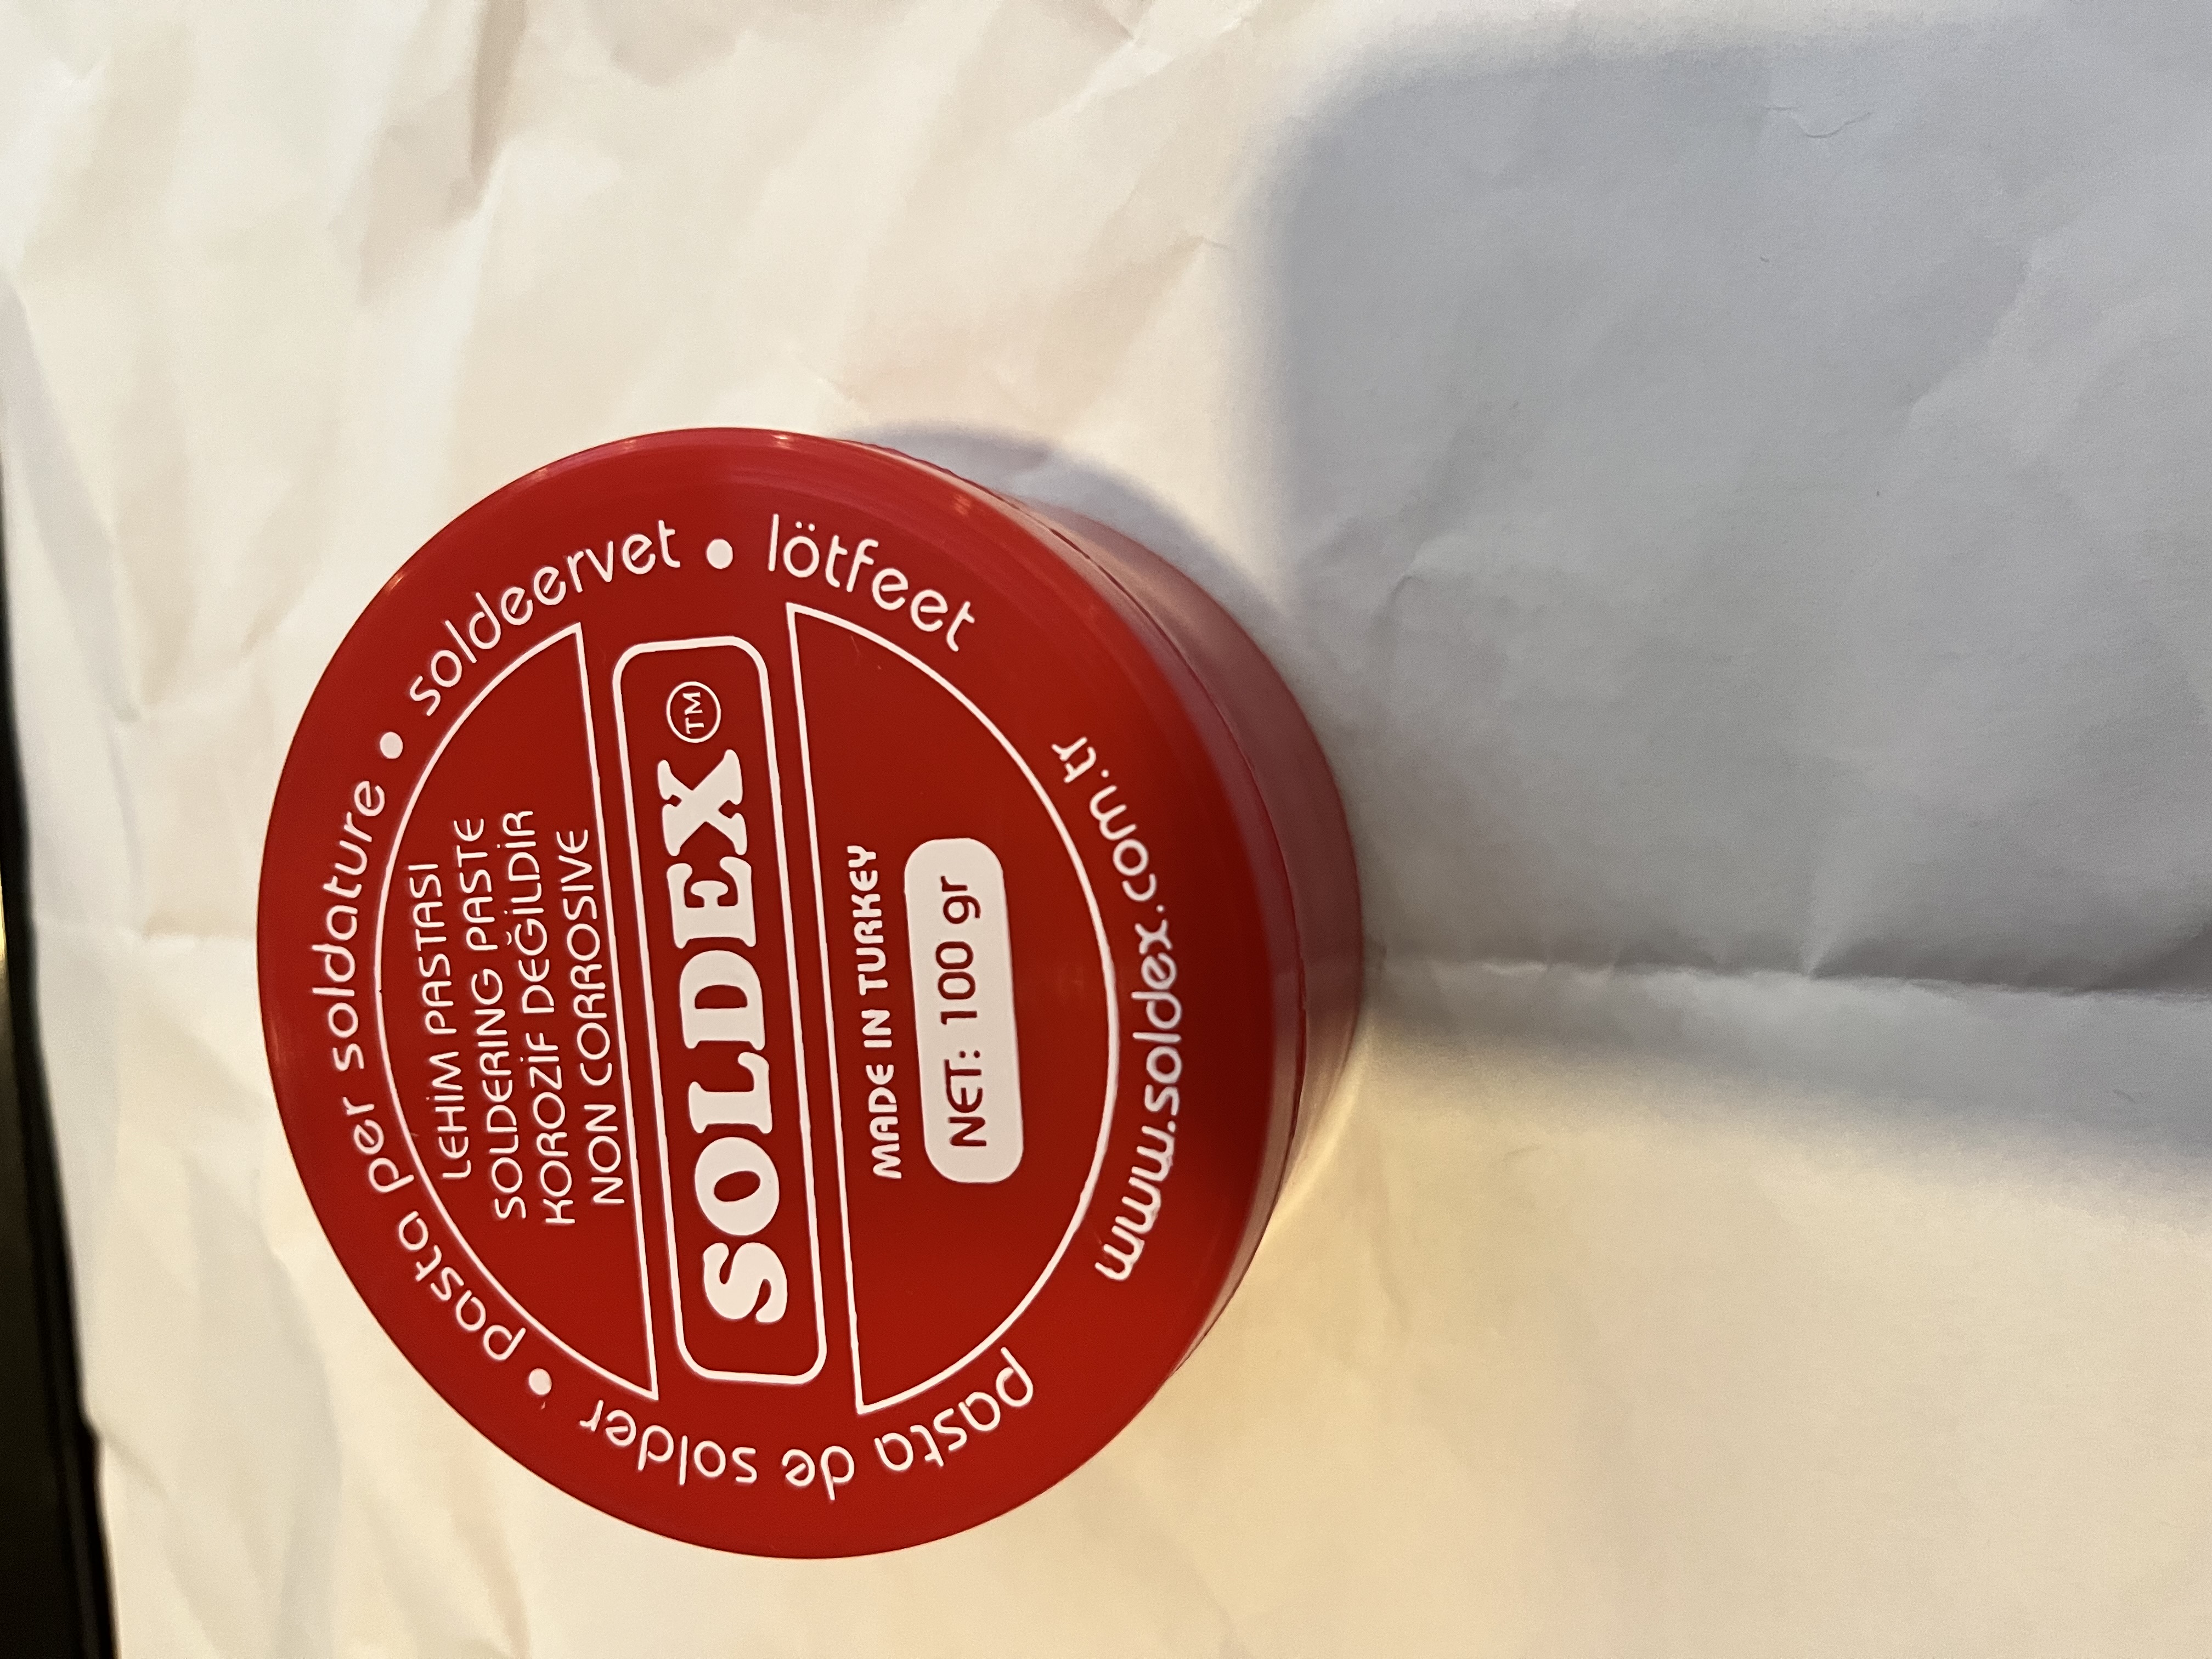 pasta de solder • pasta per soldature • soldeervet • lötfeet
LEHİM PASTASI
SOLDERING PASTE
KOROZİF DEĞİLDİR
NON CORROSIVE
SOLDEX TM
MADE IN TURKEY
NET: 100 gr
www.soldex.com.tr